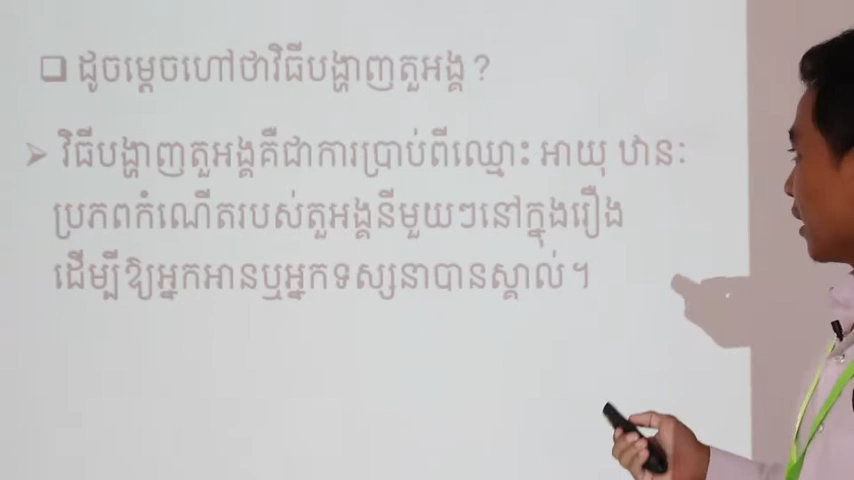 ❑ ដូចម្ដេចហៅថាវិធីបង្ហាញតួអង្គ ?
➢ វិធីបង្ហាញតួអង្គគឺជាការប្រាប់ពីឈ្មោះ អាយុ ឋានៈ
ប្រភពកំណើតរបស់តួអង្គនីមួយៗនៅក្នុងរឿង
ដើម្បីឱ្យអ្នកអានឬអ្នកទស្សនាបានស្គាល់។